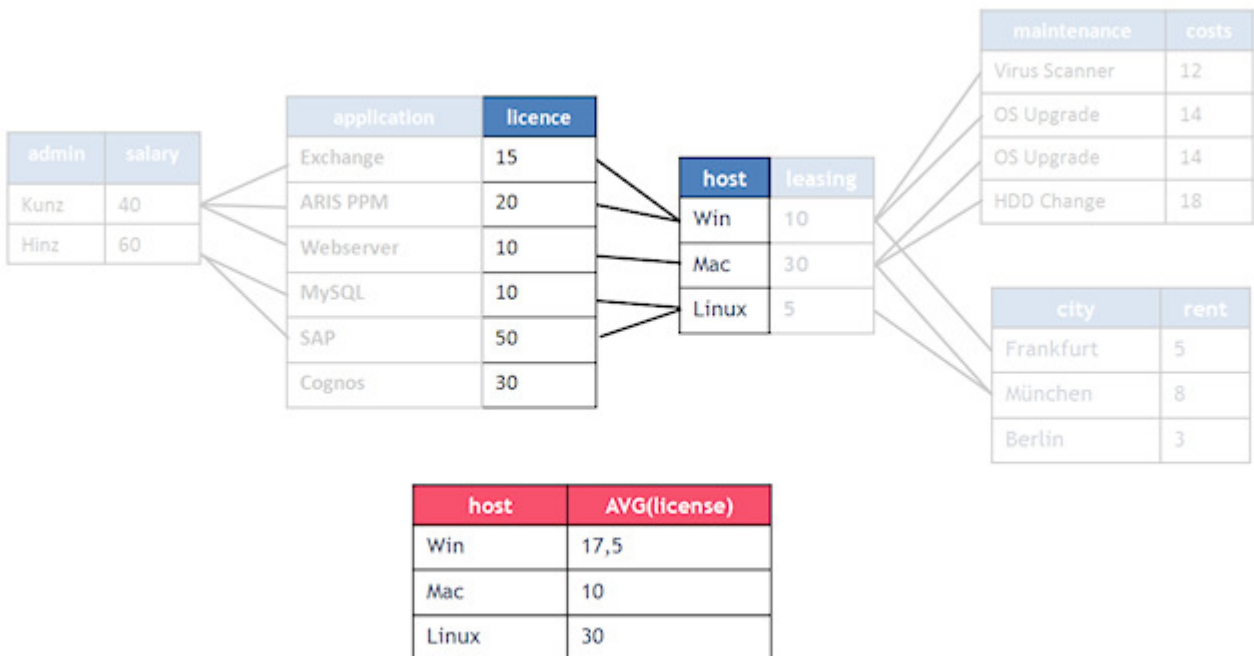 maintenance costs
Virus Scanner 12
OS Upgrade 14
OS Upgrade 14
HDD Change 18
application licence
Exchange 15
ARIS PPM 20
Webserver 10
MySQL 10
SAP 50
Cognos 30
admin salary
Kunz 40
Hinz 60
host leasing
Win 10
Mac 30
Linux 5
city rent
Frankfurt 5
München 8
Berlin 3
host AVG(license)
Win 17,5
Mac 10
Linux 30